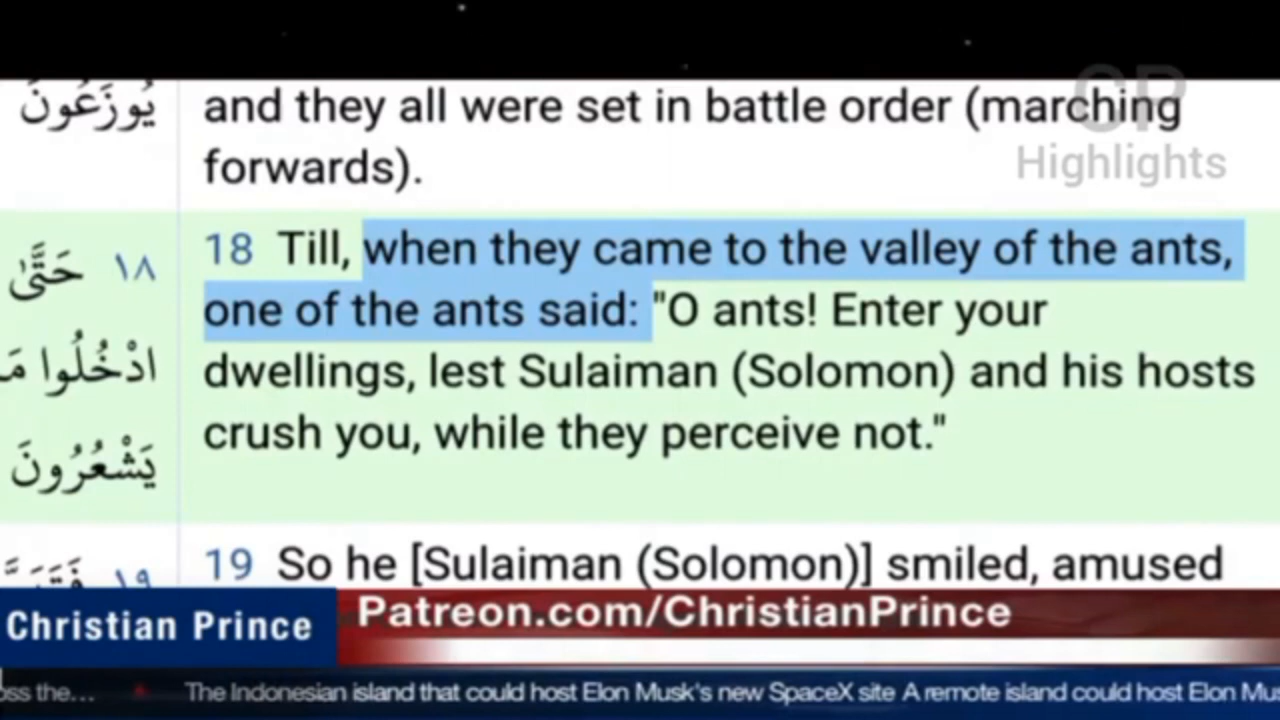 يُوزَعُونَ
and they all were set in battle order (marching
forwards).
CP
Highlights
١٨ حَتَّىٰ
18 Till, when they came to the valley of the ants,
one of the ants said: "O ants! Enter your
ادْخُلُوا
dwellings, lest Sulaiman (Solomon) and his hosts
crush you, while they perceive not."
يَشْعُرُونَ
١٩
19 So he [Sulaiman (Solomon)] smiled, amused
Christian Prince
Patreon.com/ChristianPrince
the... The Indonesian island that could host Elon Musk's new SpaceX site A remote island could host Elon